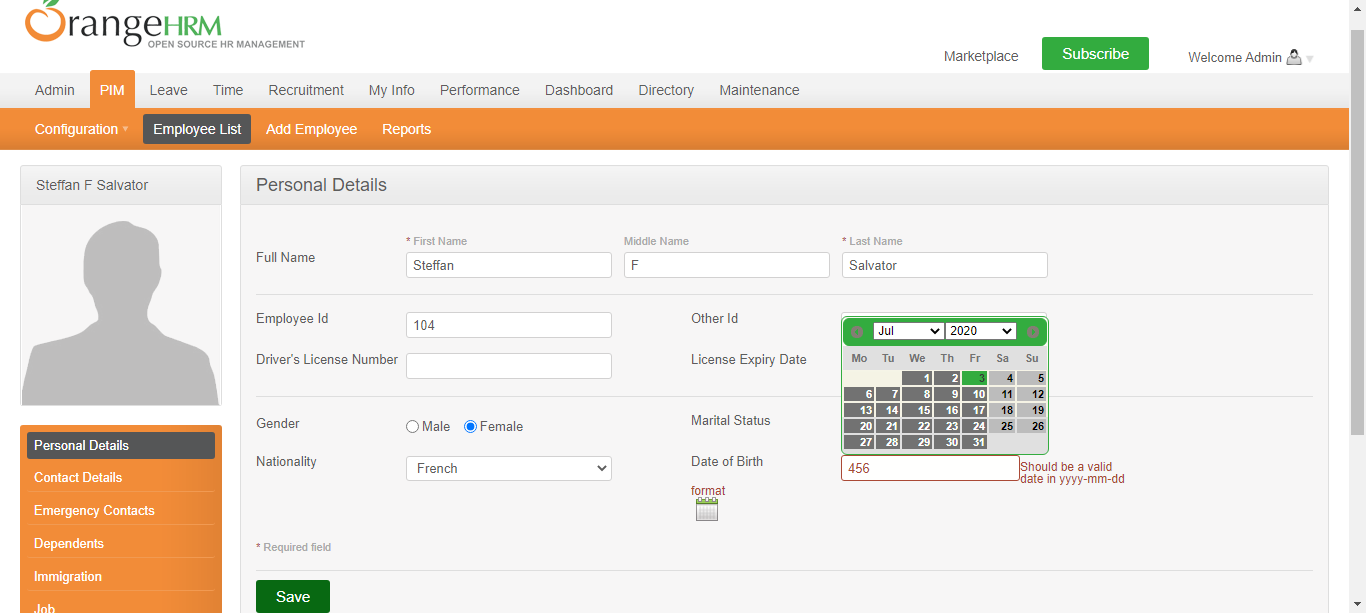 OrangeHRM
OPEN SOURCE HR MANAGEMENT
Marketplace Subscribe Welcome Admin
Admin PIM Leave Time Recruitment My Info Performance Dashboard Directory Maintenance
Configuration Employee List Add Employee Reports
Steffan F Salvator
Personal Details
Contact Details
Emergency Contacts
Dependents
Immigration
Job
Personal Details
* First Name Middle Name * Last Name
Full Name Steffan F Salvator
Employee Id 104 Other Id
Driver's License Number License Expiry Date
Jul 2020
Mo Tu We Th Fr Sa Su
1 2 3 4 5
6 7 8 9 10 11 12
13 14 15 16 17 18 19
20 21 22 23 24 25 26
27 28 29 30 31
Gender Male Female Marital Status
Nationality French Date of Birth 456 Should be a valid
date in yyyy-mm-dd
format
* Required field
Save